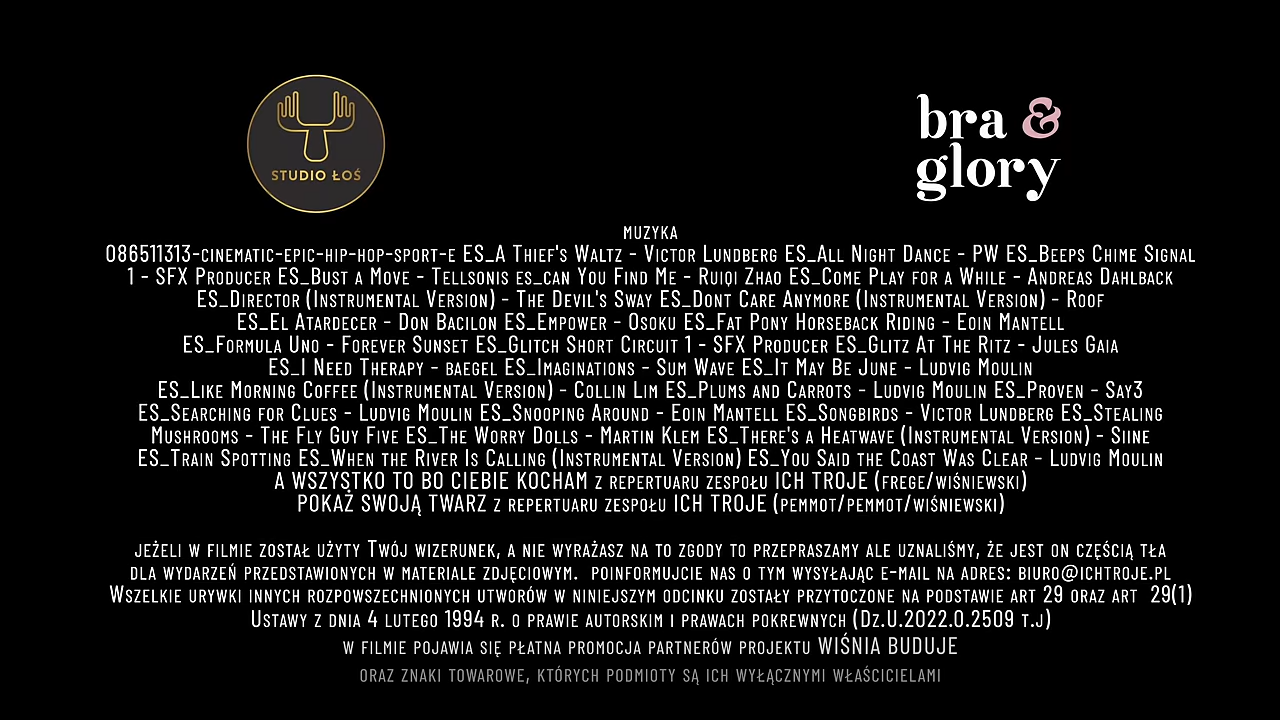 STUDIO ŁOŚ
bra &
glory
MUZYKA
086511313-CINEMATIC-EPIC-HIP-HOP-SPORT-E ES_A THIEF'S WALTZ - VICTOR LUNDBERG ES_ALL NIGHT DANCE - PW ES_BEEPS CHIME SIGNAL
1 - SFX PRODUCER ES_BUST A MOVE - TELLSONIS ES_CAN YOU FIND ME - RUIQI ZHAO ES_COME PLAY FOR A WHILE - ANDREAS DAHLBACK
ES_DIRECTOR (INSTRUMENTAL VERSION) - THE DEVIL'S SWAY ES_DONT CARE ANYMORE (INSTRUMENTAL VERSION) - ROOF
ES_EL ATARDECER - DON BACILON ES_EMPOWER - OSOKU ES_FAT PONY HORSEBACK RIDING - EOIN MANTELL
ES_FORMULA UNO - FOREVER SUNSET ES_GLITCH SHORT CIRCUIT 1 - SFX PRODUCER ES_GLITZ AT THE RITZ - JULES GAIA
ES_I NEED THERAPY - BAEGEL ES_IMAGINATIONS - SUM WAVE ES_IT MAY BE JUNE - LUDVIG MOULIN
ES_LIKE MORNING COFFEE (INSTRUMENTAL VERSION) - COLLIN LIM ES_PLUMS AND CARROTS - LUDVIG MOULIN ES_PROVEN - SAY3
ES_SEARCHING FOR CLUES - LUDVIG MOULIN ES_SNOOPING AROUND - EOIN MANTELL ES_SONGBIRDS - VICTOR LUNDBERG ES_STEALING
MUSHROOMS - THE FLY GUY FIVE ES_THE WORRY DOLLS - MARTIN KLEM ES_THERE'S A HEATWAVE (INSTRUMENTAL VERSION) - SIINE
ES_TRAIN SPOTTING ES_WHEN THE RIVER IS CALLING (INSTRUMENTAL VERSION) ES_YOU SAID THE COAST WAS CLEAR - LUDVIG MOULIN
A WSZYSTKO TO BO CIEBIE KOCHAM Z REPERTUARU ZESPOŁU ICH TROJE (FREGE/WIŚNIEWSKI)
POKAŻ SWOJĄ TWARZ Z REPERTUARU ZESPOŁU ICH TROJE (PEMMOT/PEMMOT/WIŚNIEWSKI)
JEŻELI W FILMIE ZOSTAŁ UŻYTY TWÓJ WIZERUNEK, A NIE WYRAŻASZ NA TO ZGODY TO PRZEPRASZAMY ALE UZNALIŚMY, ŻE JEST ON CZĘŚCIĄ TŁA
DLA WYDARZEŃ PRZEDSTAWIONYCH W MATERIALE ZDJĘCIOWYM. POINFORMUJCIE NAS O TYM WYSYŁAJĄC E-MAIL NA ADRES: BIURO@ICHTROJE.PL
WSZELKIE URYWKI INNYCH ROZPOWSZECHNIONYCH UTWORÓW W NINIEJSZYM ODCINKU ZOSTAŁY PRZYTOCZONE NA PODSTAWIE ART 29 ORAZ ART 29(1)
USTAWY Z DNIA 4 LUTEGO 1994 R. O PRAWIE AUTORSKIM I PRAWACH POKREWNYCH (DZ.U.2022.0.2509 T.J)
W FILMIE POJAWIA SIĘ PŁATNA PROMOCJA PARTNERÓW PROJEKTU WIŚNIA BUDUJE
ORAZ ZNAKI TOWAROWE, KTÓRYCH PODMIOTY SĄ ICH WYŁĄCZNYMI WŁAŚCICIELAMI